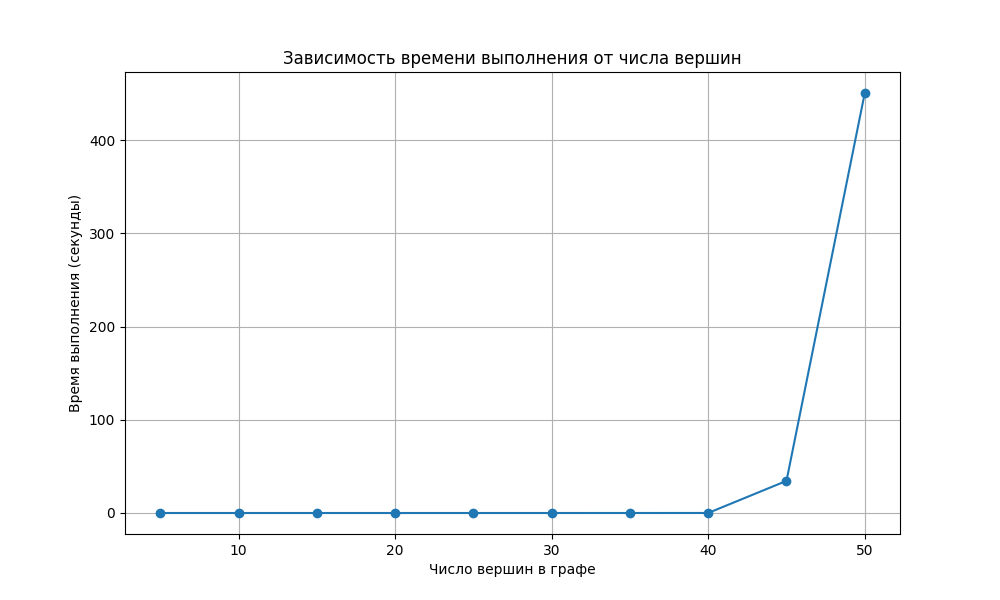 Зависимость времени выполнения от числа вершин
Время выполнения (секунды)
400
300
200
100
0
10 20 30 40 50
Число вершин в графе